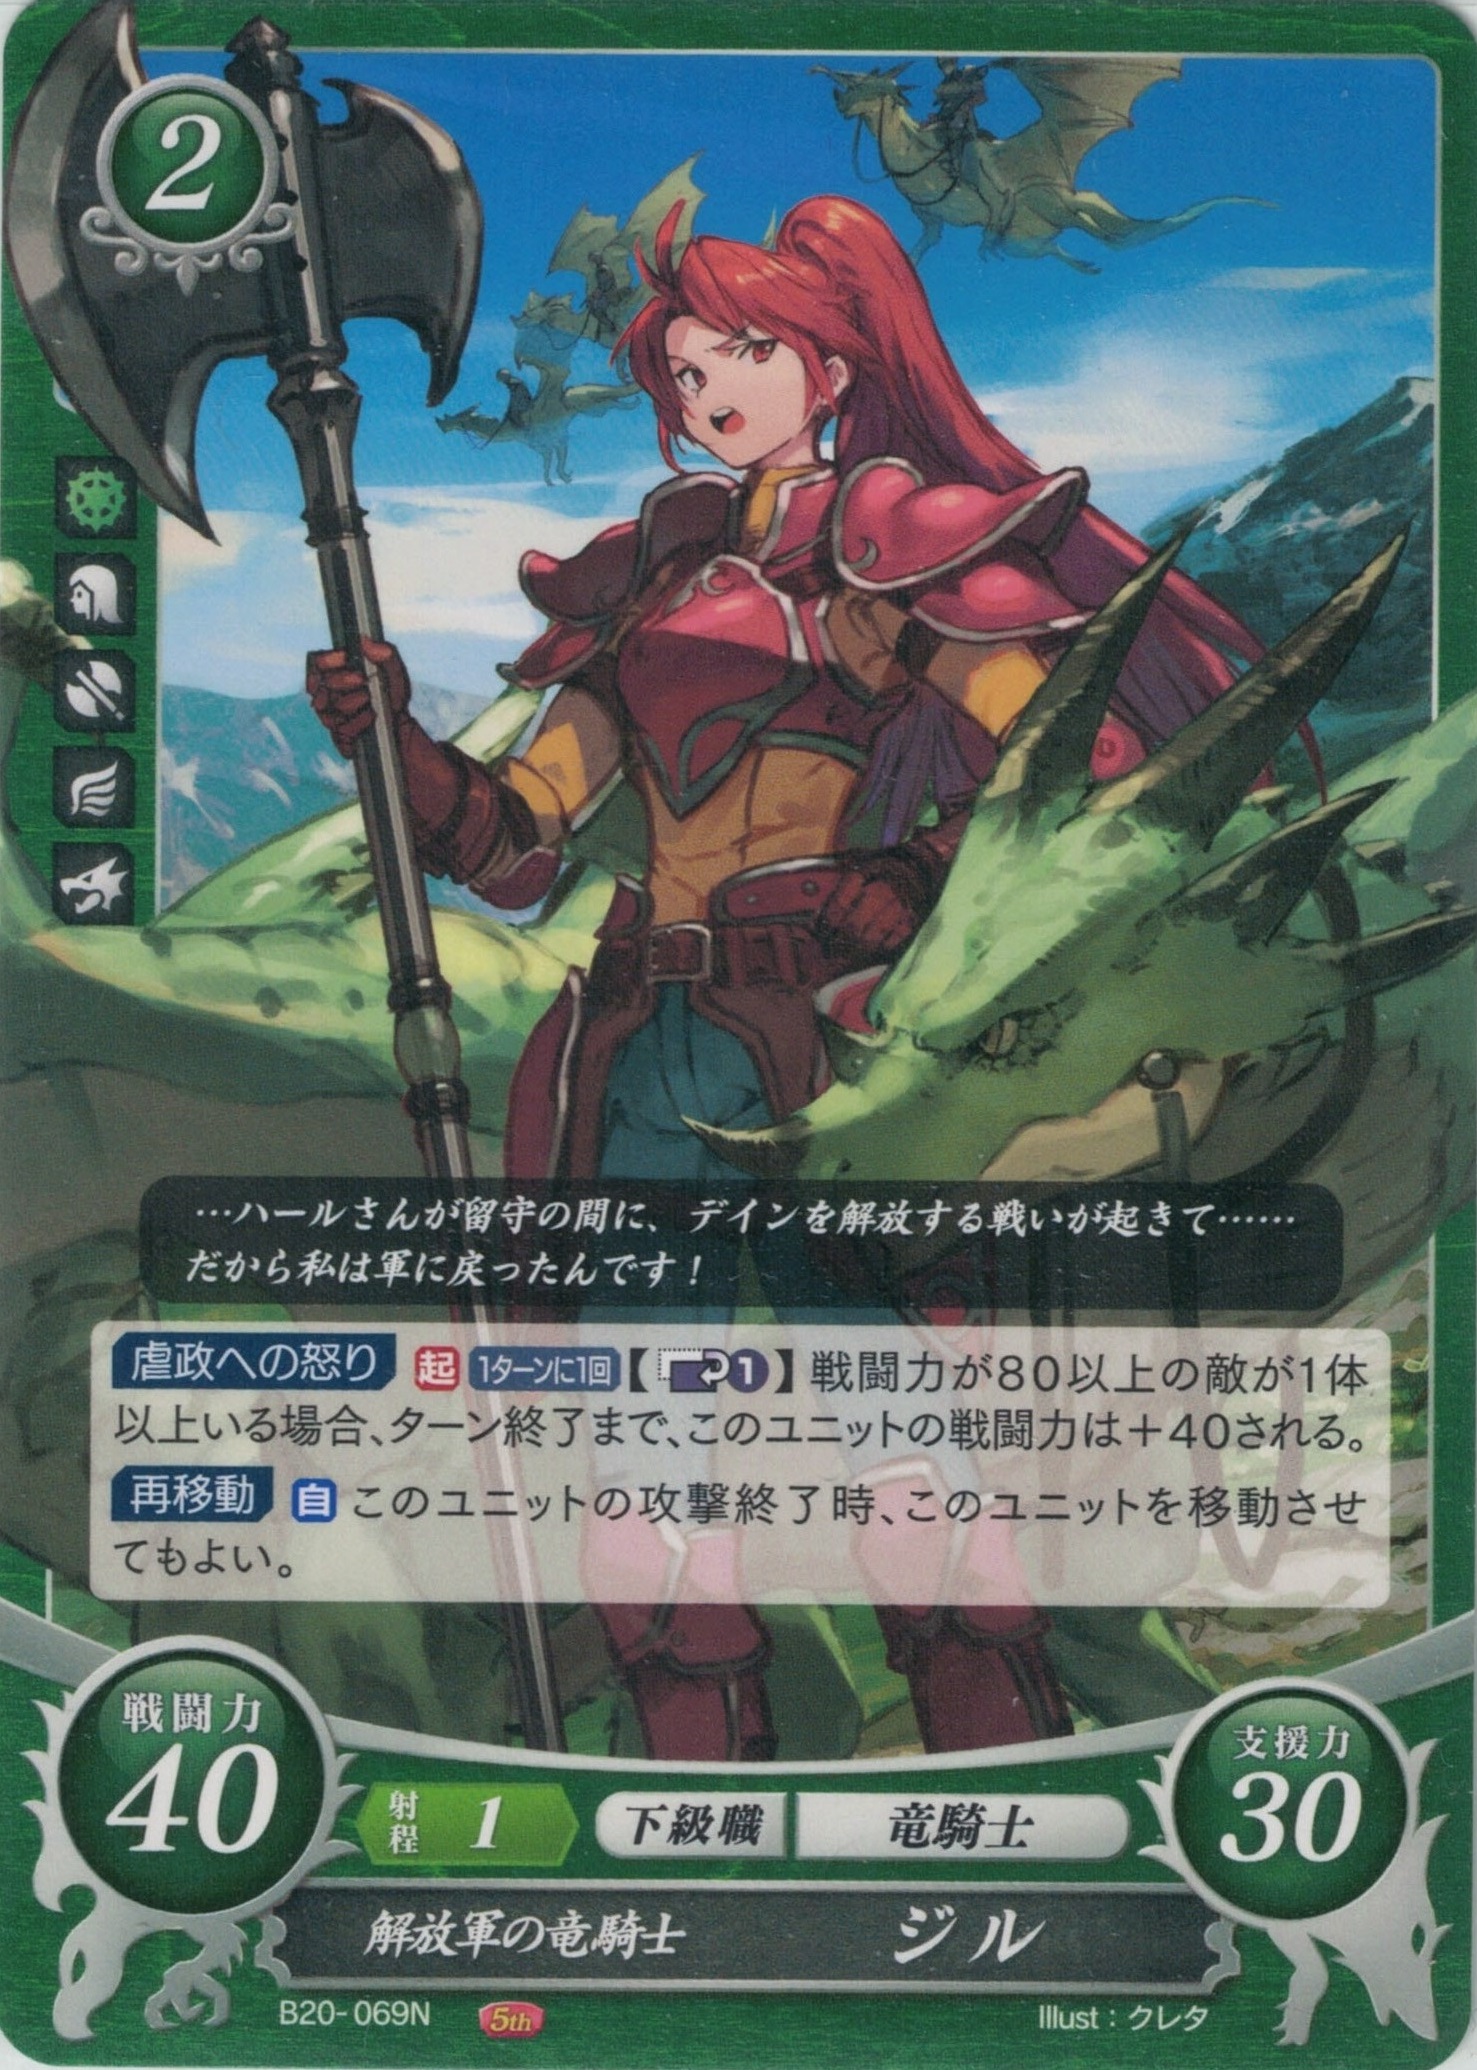 2
…ハールさんが留守の間に、デインを解放する戦いが起きて……
だから私は軍に戻ったんです！
虐政への怒り 起 1ターンに1回【 1】戦闘力が80以上の敵が1体
以上いる場合、ターン終了まで、このユニットの戦闘力は＋40される。
再移動 自 このユニットの攻撃終了時、このユニットを移動させ
てもよい。
戦闘力
40
射程 1
下級職
竜騎士
支援力
30
解放軍の竜騎士 ジル
B20-069N
5th
Illust：クレタ